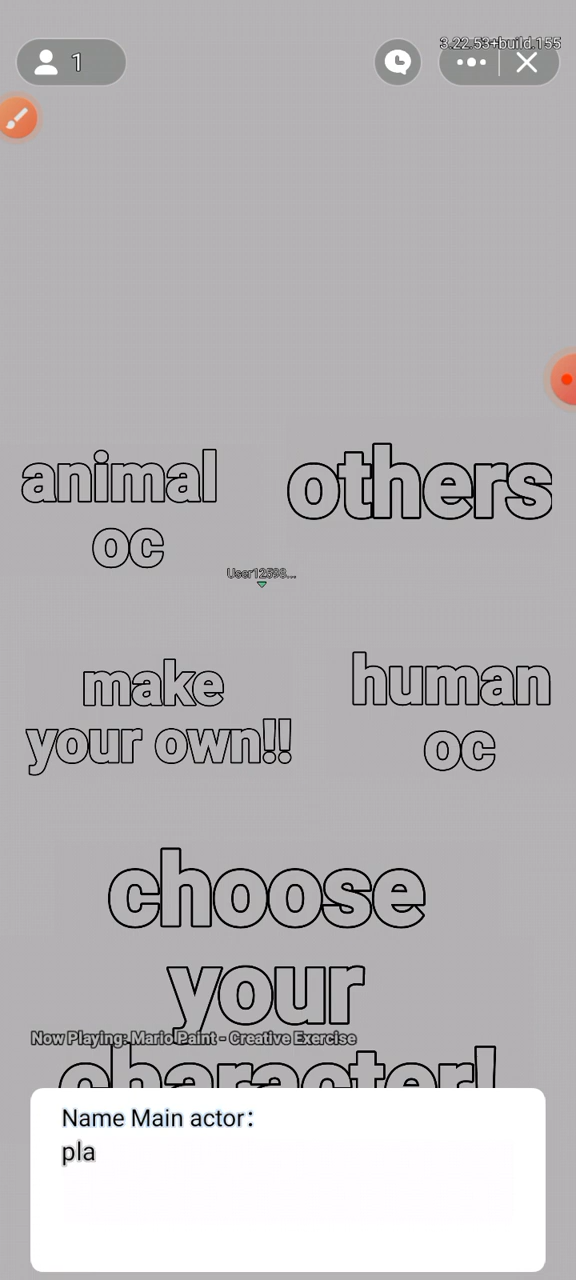 3.22.53+build.155
1
animal
oc
others
User12598...
make
your own!!
human
oc
choose
your
Now Playing: Mario Paint - Creative Exercise
character!
Name Main actor:
pla